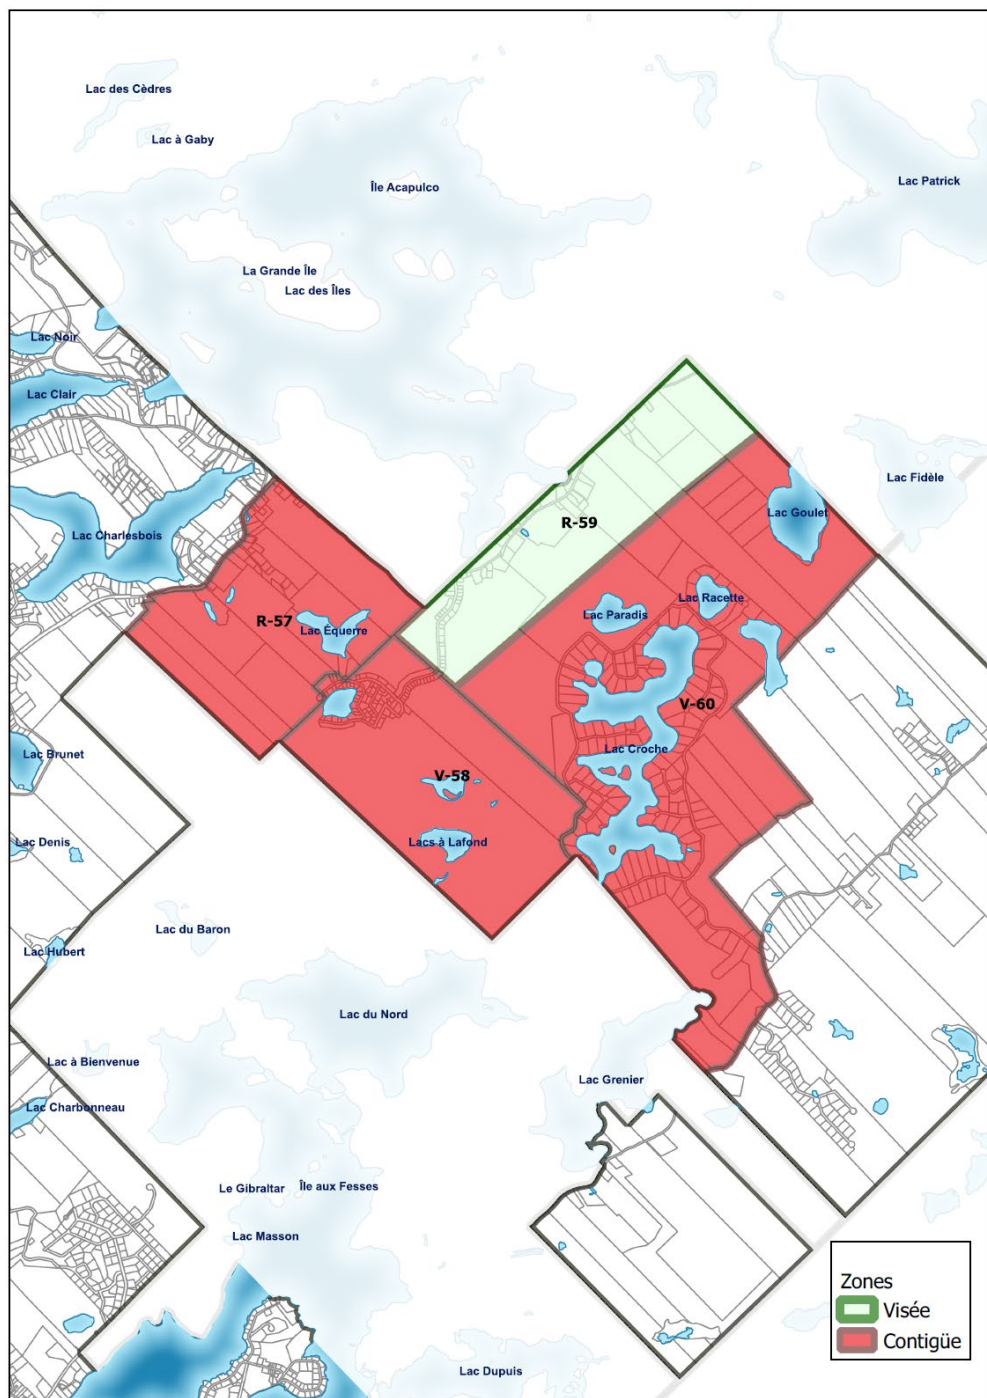 Lac des Cèdres
Lac à Gaby
Île Acapulco
Lac Patrick
La Grande Île
Lac des Îles
Lac Noir
Lac Clair
Lac Fidèle
Lac Goulet
R-59
Lac Charlesbois
Lac Racette
Lac Paradis
R-57
Lac Équerre
V-60
Lac Croche
Lac Brunet
V-58
Lac Denis
Lacs à Lafond
Lac du Baron
Lac Hubert
Lac du Nord
Lac à Bienvenue
Lac Grenier
Lac Charbonneau
Île aux Fesses
Le Gibraltar
Lac Masson
Zones
Visée
Contigüe
Lac Dupuis